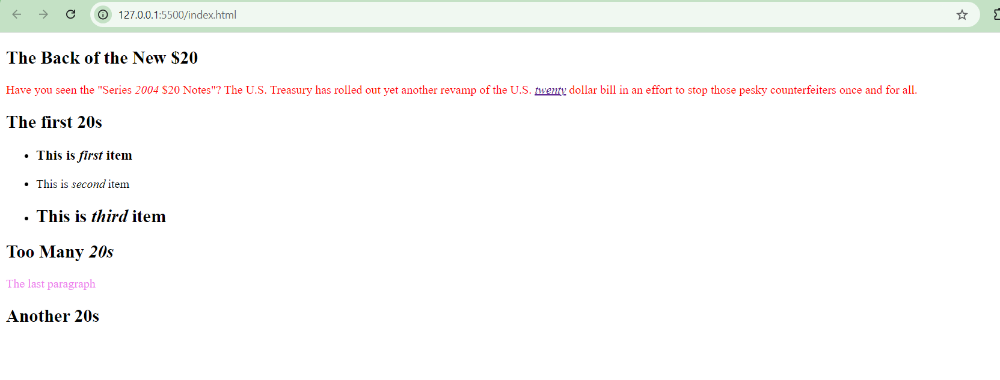 127.0.0.1:5500/index.html
The Back of the New $20
Have you seen the "Series 2004 $20 Notes"? The U.S. Treasury has rolled out yet another revamp of the U.S. twenty dollar bill in an effort to stop those pesky counterfeiters once and for all.
The first 20s
• This is first item
• This is second item
• This is third item
Too Many 20s
The last paragraph
Another 20s